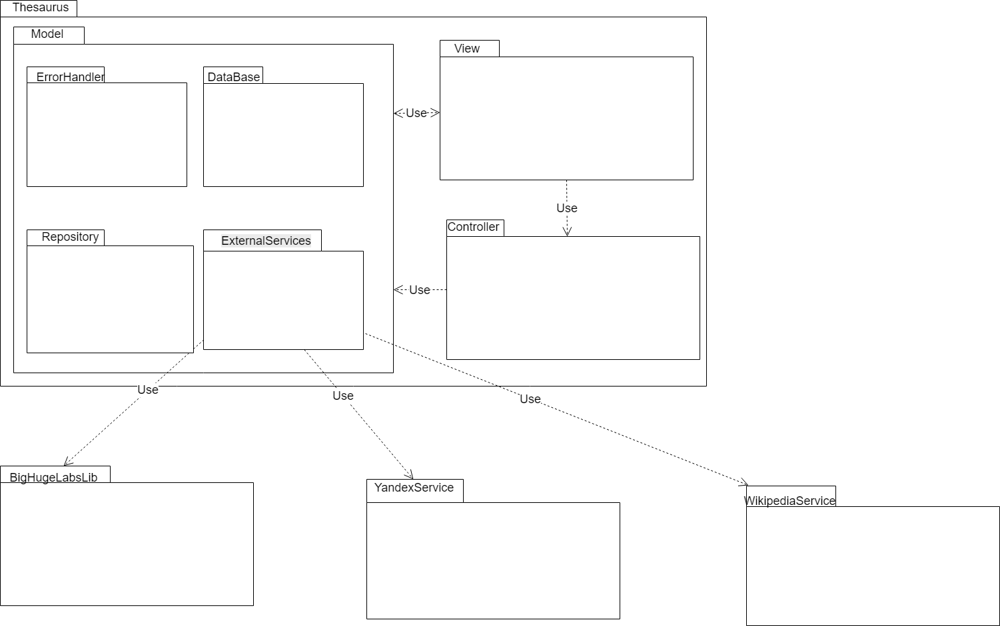 Thesaurus
Model
View
ErrorHandler
DataBase
Use
Use
Controller
Repository
ExternalServices
Use
Use
Use
Use
BigHugeLabsLib
YandexService
WikipediaService